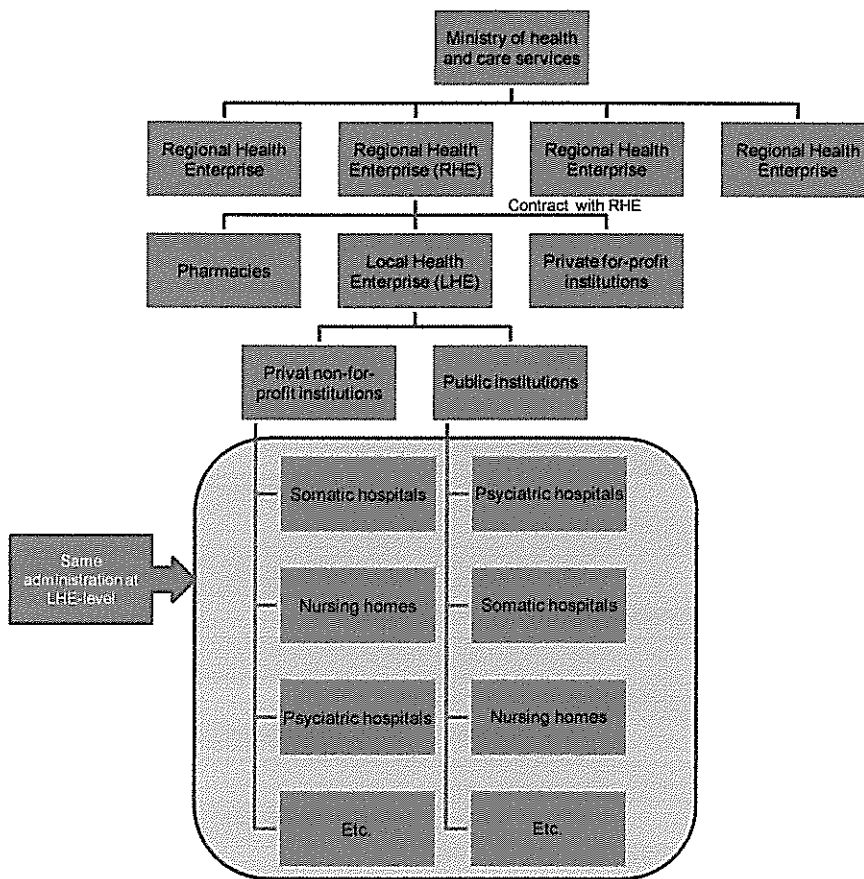 Ministry of health
and care services
Regional Health
Enterprise
Regional Health
Enterprise (RHE)
Regional Health
Enterprise
Regional Health
Enterprise
Contract with RHE
Pharmacies
Local Health
Enterprise (LHE)
Private for-profit
institutions
Privat non-for-
profit institutions
Public institutions
Somatic hospitals
Psyciatric hospitals
Same
administration at
LHE-level
Nursing homes
Somatic hospitals
Psyciatric hospitals
Nursing homes
Etc.
Etc.